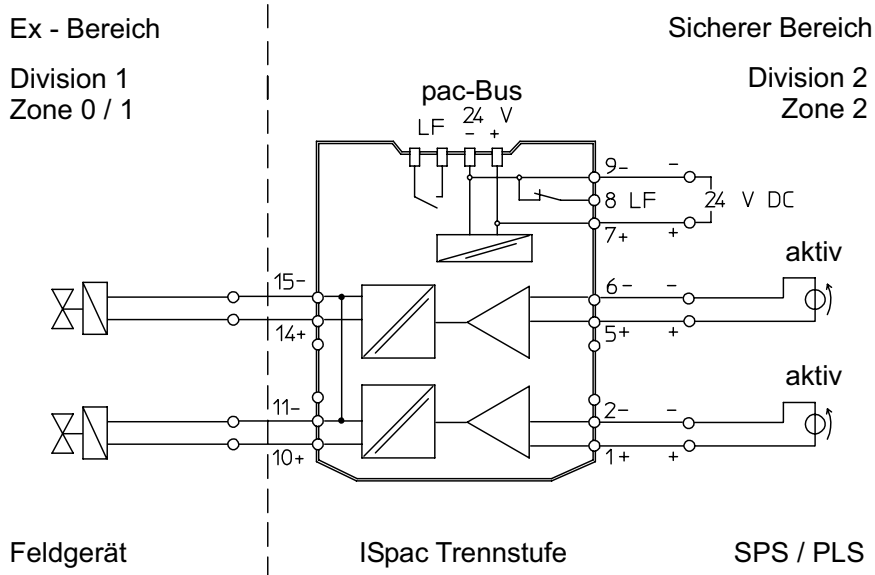 Ex - Bereich
Sicherer Bereich
Division 1
Zone 0 / 1
Division 2
Zone 2
pac-Bus
LF 24 V
- +
9- -
8 LF
24 V DC
7+ +
aktiv
15-
6- -
14+
5+ +
aktiv
11-
2- -
10+
1+ +
Feldgerät
ISpac Trennstufe
SPS / PLS